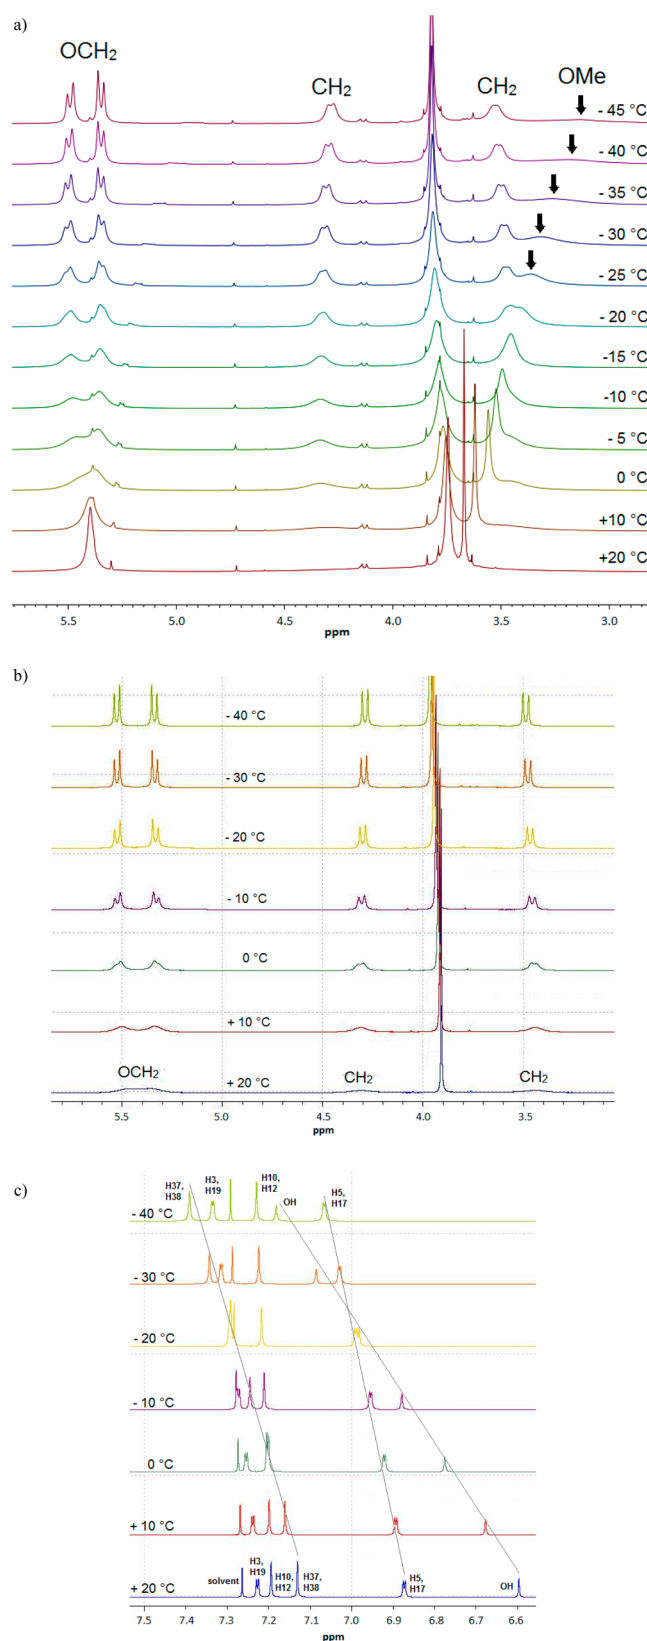 a)
OCH₂ CH₂ CH₂ OMe
- 45 °C
- 40 °C
- 35 °C
- 30 °C
- 25 °C
- 20 °C
-15 °C
-10 °C
- 5 °C
0 °C
+10 °C
+20 °C
5.5 5.0 4.5 4.0 3.5 3.0
ppm
b)
- 40 °C
- 30 °C
- 20 °C
- 10 °C
0 °C
+ 10 °C
OCH₂ + 20 °C CH₂ CH₂
5.5 5.0 4.5 4.0 3.5
ppm
c)
H37, H38 H3, H19 H10, H12 OH H5, H17
- 40 °C
- 30 °C
- 20 °C
- 10 °C
0 °C
+ 10 °C
+ 20 °C solvent H3, H19 H10, H12 H37, H38 H5, H17 OH
7.5 7.4 7.3 7.2 7.1 7.0 6.9 6.8 6.7 6.6
ppm